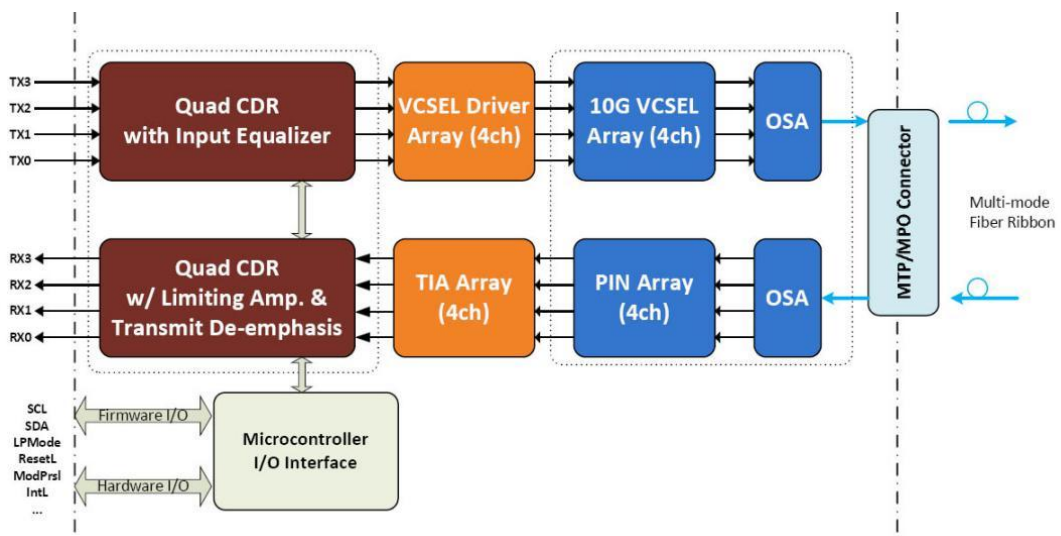 TX3
TX2
TX1
TX0
Quad CDR
with Input Equalizer
VCSEL Driver
Array (4ch)
10G VCSEL
Array (4ch)
OSA
MTP/MPO Connector
Multi-mode
Fiber Ribbon
RX3
RX2
RX1
RX0
Quad CDR
w/ Limiting Amp. &
Transmit De-emphasis
TIA Array
(4ch)
PIN Array
(4ch)
OSA
SCL
SDA
LPMode
ResetL
ModPrsl
IntL
...
Firmware I/O
Hardware I/O
Microcontroller
I/O Interface